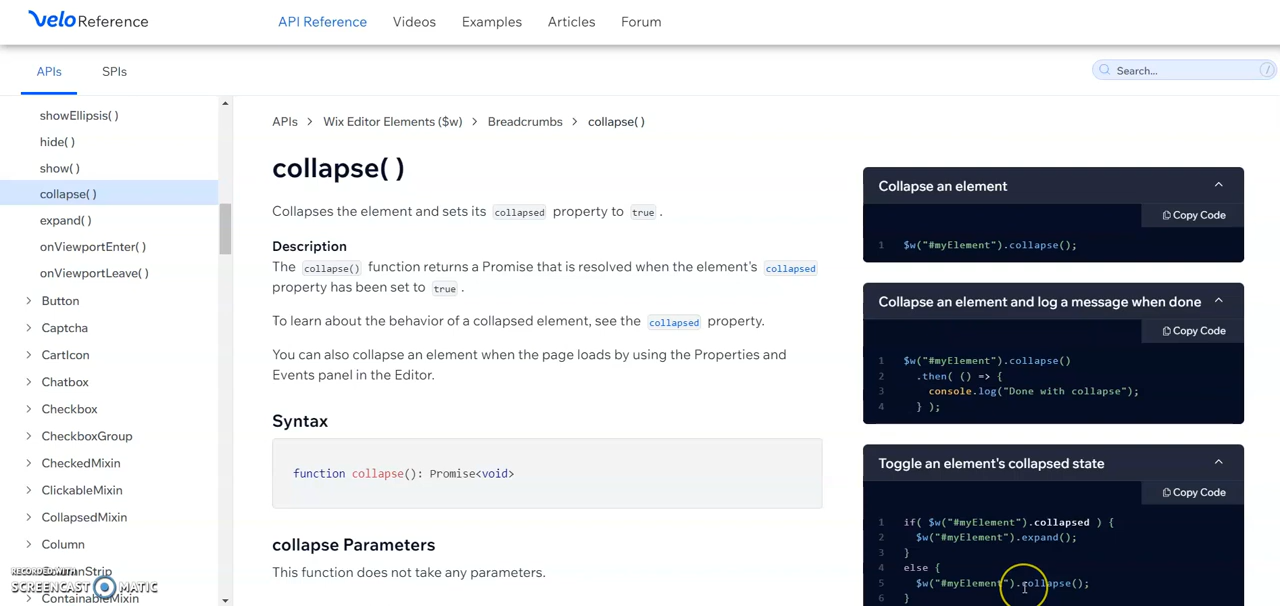 velo Reference
API Reference Videos Examples Articles Forum
APIs SPIs
Search... /
showEllipsis( )
hide( )
show( )
collapse( )
expand( )
onViewportEnter( )
onViewportLeave( )
Button
Captcha
CartIcon
Chatbox
Checkbox
CheckboxGroup
CheckedMixin
ClickableMixin
CollapsedMixin
Column
ContainableMixin
RECORDED WITH
SCREENCAST MATIC
APIs > Wix Editor Elements ($w) > Breadcrumbs > collapse( )
collapse( )
Collapses the element and sets its collapsed property to true .
Description
The collapse() function returns a Promise that is resolved when the element's collapsed
property has been set to true .
To learn about the behavior of a collapsed element, see the collapsed property.
You can also collapse an element when the page loads by using the Properties and
Events panel in the Editor.
Syntax
function collapse(): Promise<void>
collapse Parameters
This function does not take any parameters.
Collapse an element
Copy Code
1 $w("#myElement").collapse();
Collapse an element and log a message when done
Copy Code
1 $w("#myElement").collapse()
2 .then( () => {
3 console.log("Done with collapse");
4 } );
Toggle an element's collapsed state
Copy Code
1 if( $w("#myElement").collapsed ) {
2 $w("#myElement").expand();
3 }
4 else {
5 $w("#myElement").collapse();
6 }